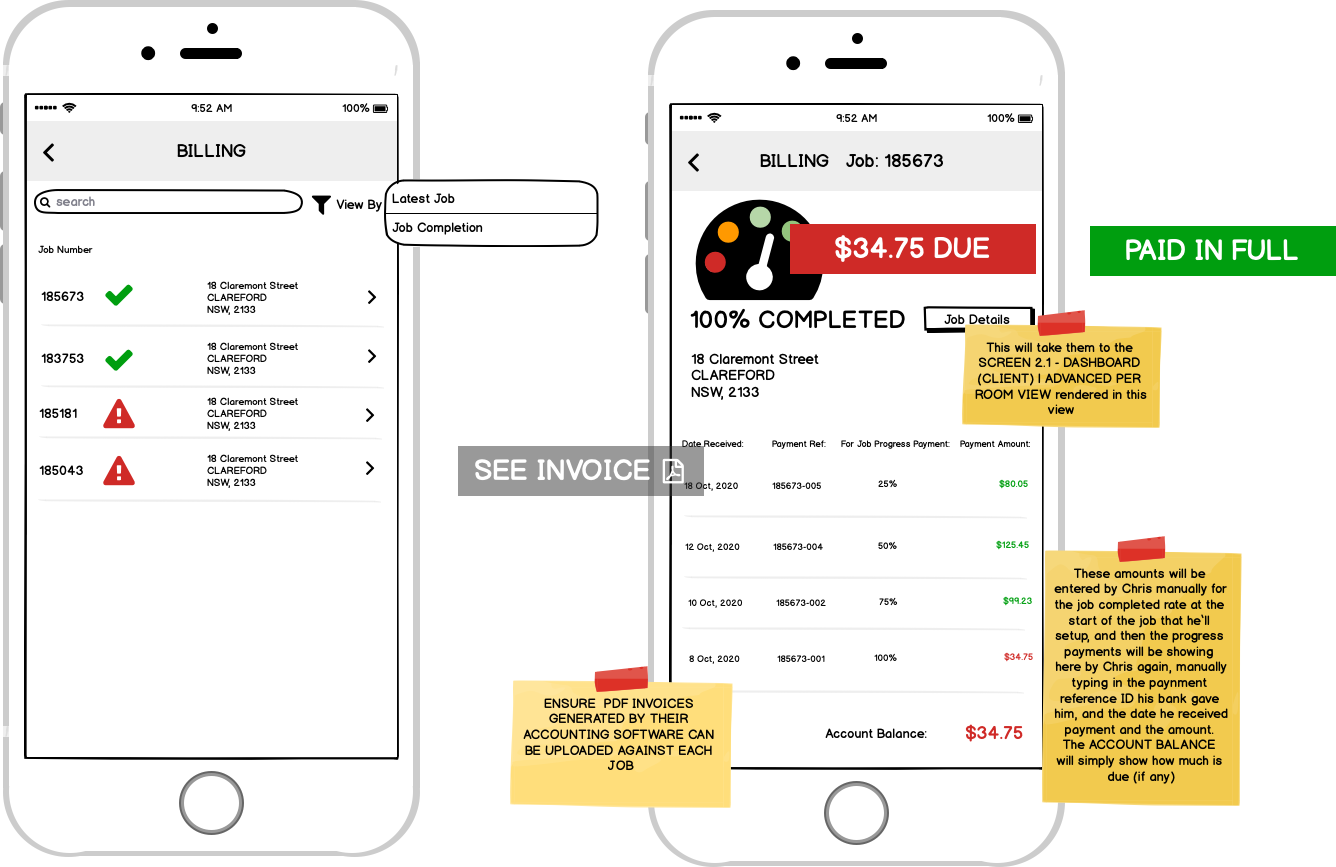 9:52 AM
100%
BILLING
search
View By
Latest Job
Job Completion
Job Number
185673
18 Claremont Street
CLAREFORD
NSW, 2133
183753
18 Claremont Street
CLAREFORD
NSW, 2133
185181
18 Claremont Street
CLAREFORD
NSW, 2133
185043
18 Claremont Street
CLAREFORD
NSW, 2133
9:52 AM
100%
BILLING Job: 185673
$34.75 DUE
PAID IN FULL
100% COMPLETED
Job Details
This will take them to the
SCREEN 2.1 - DASHBOARD
(CLIENT) | ADVANCED PER
ROOM VIEW rendered in this
view
18 Claremont Street
CLAREFORD
NSW, 2133
SEE INVOICE
Date Received: Payment Ref: For Job Progress Payment: Payment Amount:
18 Oct, 2020 185673-005 25% $80.05
12 Oct, 2020 185673-004 50% $125.45
10 Oct, 2020 185673-002 75% $99.23
8 Oct, 2020 185673-001 100% $34.75
Account Balance: $34.75
These amounts will be
entered by Chris manually for
the job completed rate at the
start of the job that he'll
setup, and then the progress
payments will be showing
here by Chris again, manually
typing in the paynment
reference ID his bank gave
him, and the date he received
payment and the amount.
The ACCOUNT BALANCE
will simply show how much is
due (if any)
ENSURE PDF INVOICES
GENERATED BY THEIR
ACCOUNTING SOFTWARE CAN
BE UPLOADED AGAINST EACH
JOB